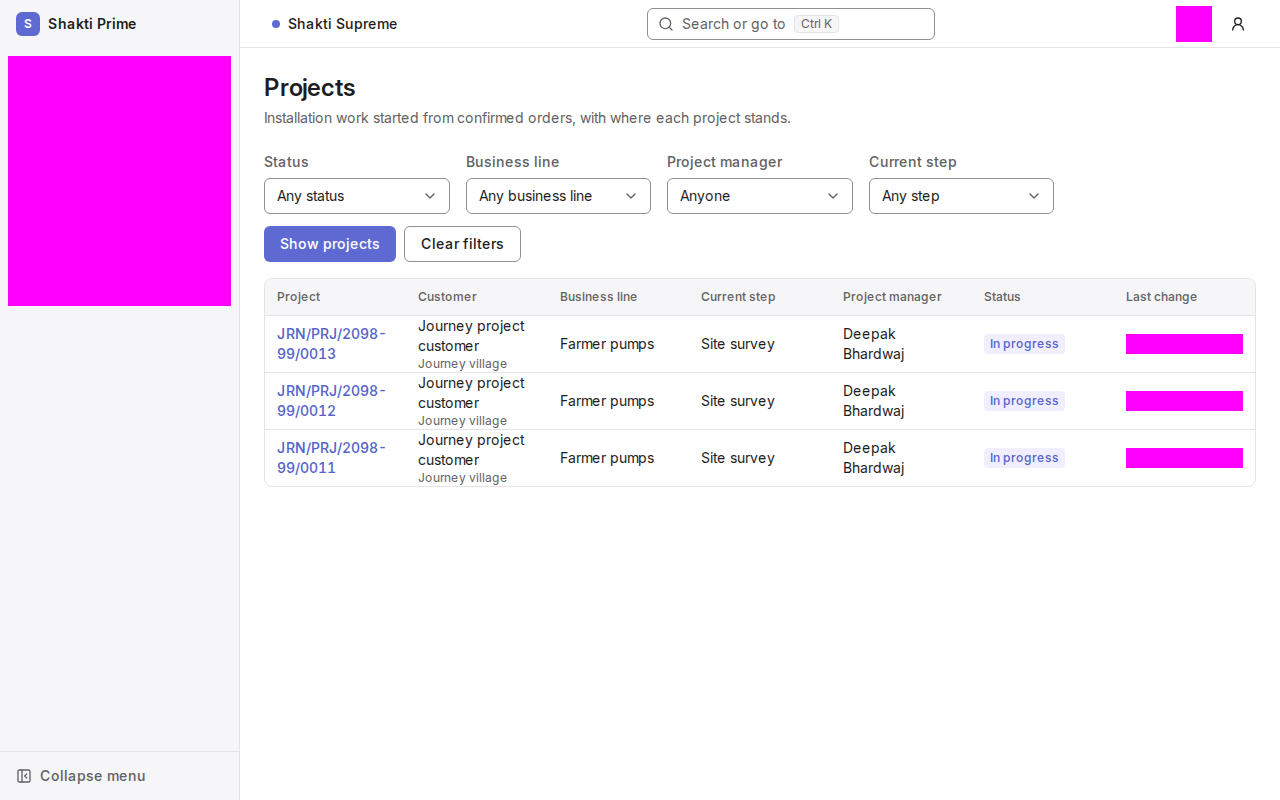 S Shakti Prime
Shakti Supreme
Search or go to Ctrl K
Projects
Installation work started from confirmed orders, with where each project stands.
Status Business line Project manager Current step
Any status Any business line Anyone Any step
Show projects Clear filters
Project Customer Business line Current step Project manager Status Last change
JRN/PRJ/2098-
99/0013
Journey project
customer
Journey village
Farmer pumps
Site survey
Deepak
Bhardwaj
In progress
JRN/PRJ/2098-
99/0012
Journey project
customer
Journey village
Farmer pumps
Site survey
Deepak
Bhardwaj
In progress
JRN/PRJ/2098-
99/0011
Journey project
customer
Journey village
Farmer pumps
Site survey
Deepak
Bhardwaj
In progress
Collapse menu